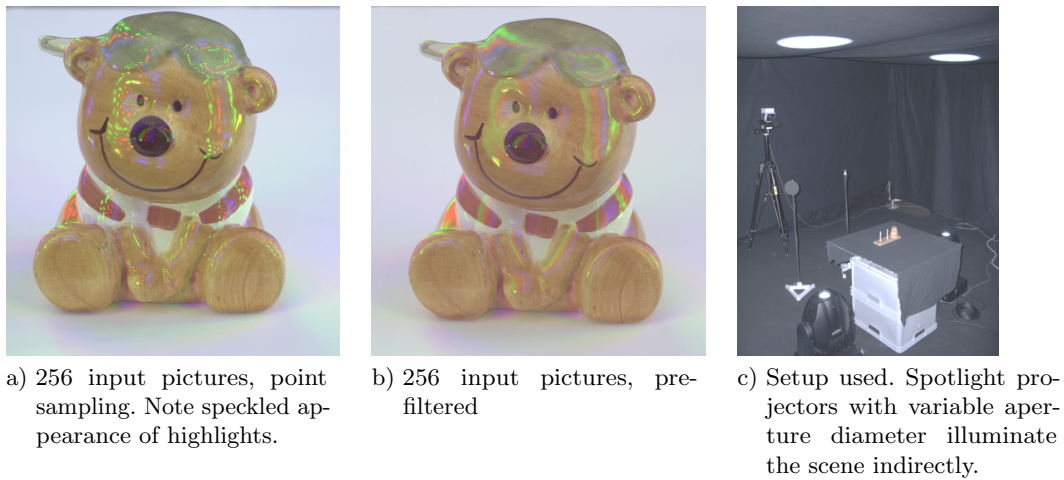 a) 256 input pictures, point
sampling. Note speckled ap-
pearance of highlights.
b) 256 input pictures, pre-
filtered
c) Setup used. Spotlight pro-
jectors with variable aper-
ture diameter illuminate
the scene indirectly.